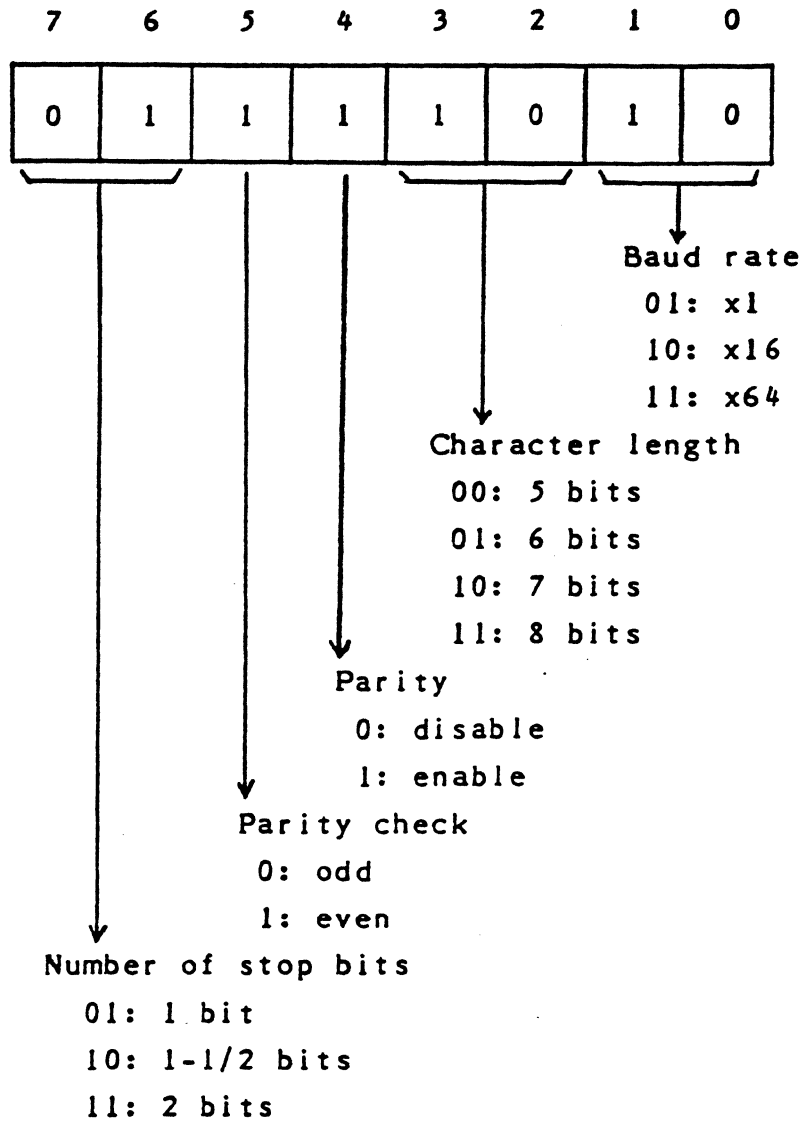 7 6 5 4 3 2 1 0
0 1 1 1 1 0 1 0
Baud rate
01: x1
10: x16
11: x64
Character length
00: 5 bits
01: 6 bits
10: 7 bits
11: 8 bits
Parity
0: disable
1: enable
Parity check
0: odd
1: even
Number of stop bits
01: 1 bit
10: 1-1/2 bits
11: 2 bits